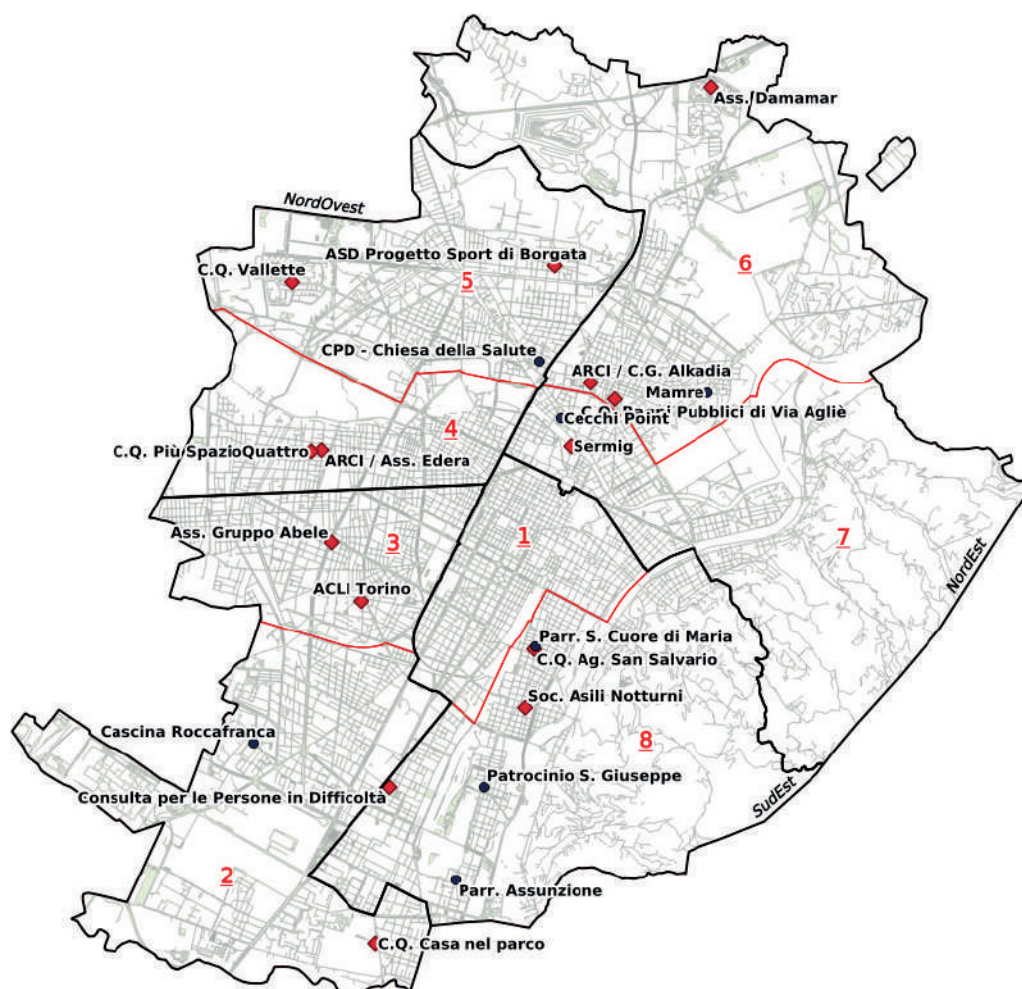 Ass. Damamar
NordOvest
ASD Progetto Sport di Borgata
6
C.Q. Vallette
5
CPD - Chiesa della Salute
ARCI / C.G. Alkadia
Mamre
C.Q. Bagni Pubblici di Via Agliè
Cecchi Point
4
C.Q. Più SpazioQuattro
ARCI / Ass. Edera
Sermig
Ass. Gruppo Abele
3
1
7
NordEst
ACLI Torino
Parr. S. Cuore di Maria
C.Q. Ag. San Salvario
Soc. Asili Notturni
Cascina Roccafranca
8
Patrocinio S. Giuseppe
Consulta per le Persone in Difficoltà
SudEst
2
Parr. Assunzione
C.Q. Casa nel parco